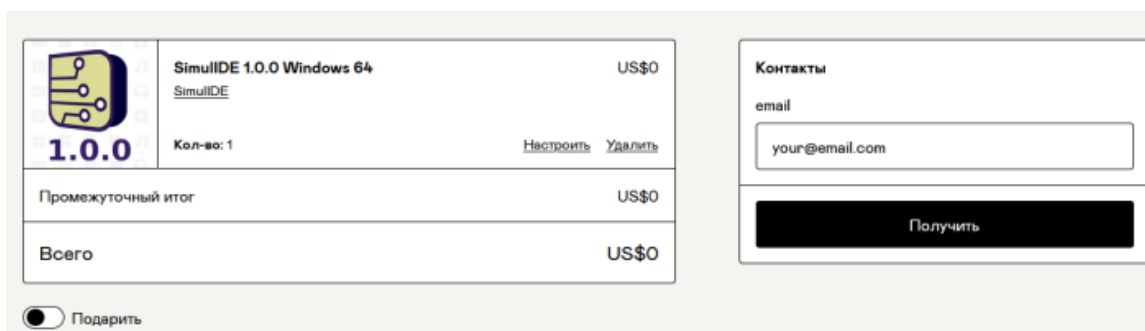 SimulIDE 1.0.0 Windows 64 US$0
SimulIDE
1.0.0
Кол-во: 1 Настроить Удалить
Промежуточный итог US$0
Всего US$0
Подарить
Контакты
email
your@email.com
Получить